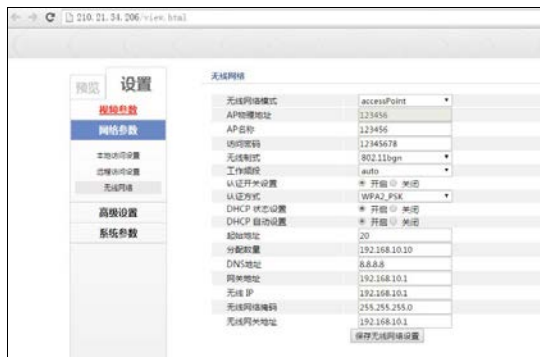 210.21.34.206/view.html
预览 设置
视频参数
网络参数
本地访问设置
远程访问设置
无线网络
高级设置
系统参数
无线网络
无线网络模式 accessPoint
AP物理地址 123456
AP名称 123456
访问密码 12345678
无线制式 802.11bgn
工作频段 auto
认证开关设置 开启 关闭
认证方式 WPA2_PSK
DHCP 状态设置 开启 关闭
DHCP 自动设置 开启 关闭
起始地址 20
分配数量 192.168.10.10
DNS地址 8.8.8.8
网关地址 192.168.10.1
无线 IP 192.168.10.1
无线网络掩码 255.255.255.0
无线网关地址 192.168.10.1
保存无线网络设置